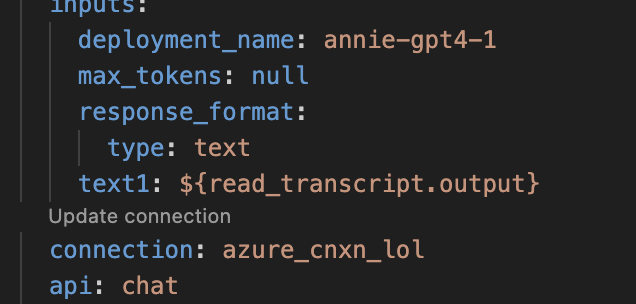 inputs:
deployment_name: annie-gpt4-1
max_tokens: null
response_format:
type: text
text1: ${read_transcript.output}
Update connection
connection: azure_cnxn_lol
api: chat